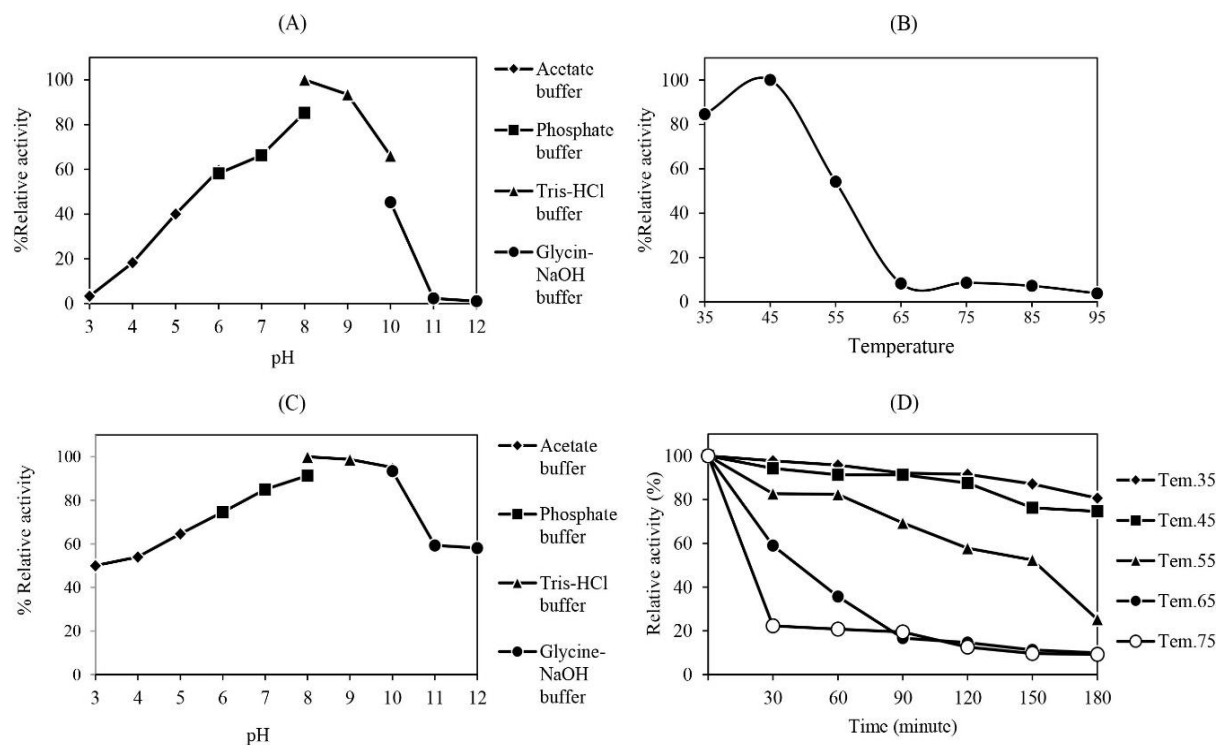 (A)
%Relative activity
100
80
60
40
20
0
3 4 5 6 7 8 9 10 11 12
pH
Acetate
buffer
Phosphate
buffer
Tris-HCl
buffer
Glycin-
NaOH buffer
(B)
%Relative activity
100
80
60
40
20
0
35 45 55 65 75 85 95
Temperature
(C)
% Relative activity
100
80
60
40
20
0
3 4 5 6 7 8 9 10 11 12
pH
Acetate
buffer
Phosphate
buffer
Tris-HCl
buffer
Glycine-
NaOH buffer
(D)
Relative activity (%)
100
80
60
40
20
0
30 60 90 120 150 180
Time (minute)
Tem.35
Tem.45
Tem.55
Tem.65
Tem.75